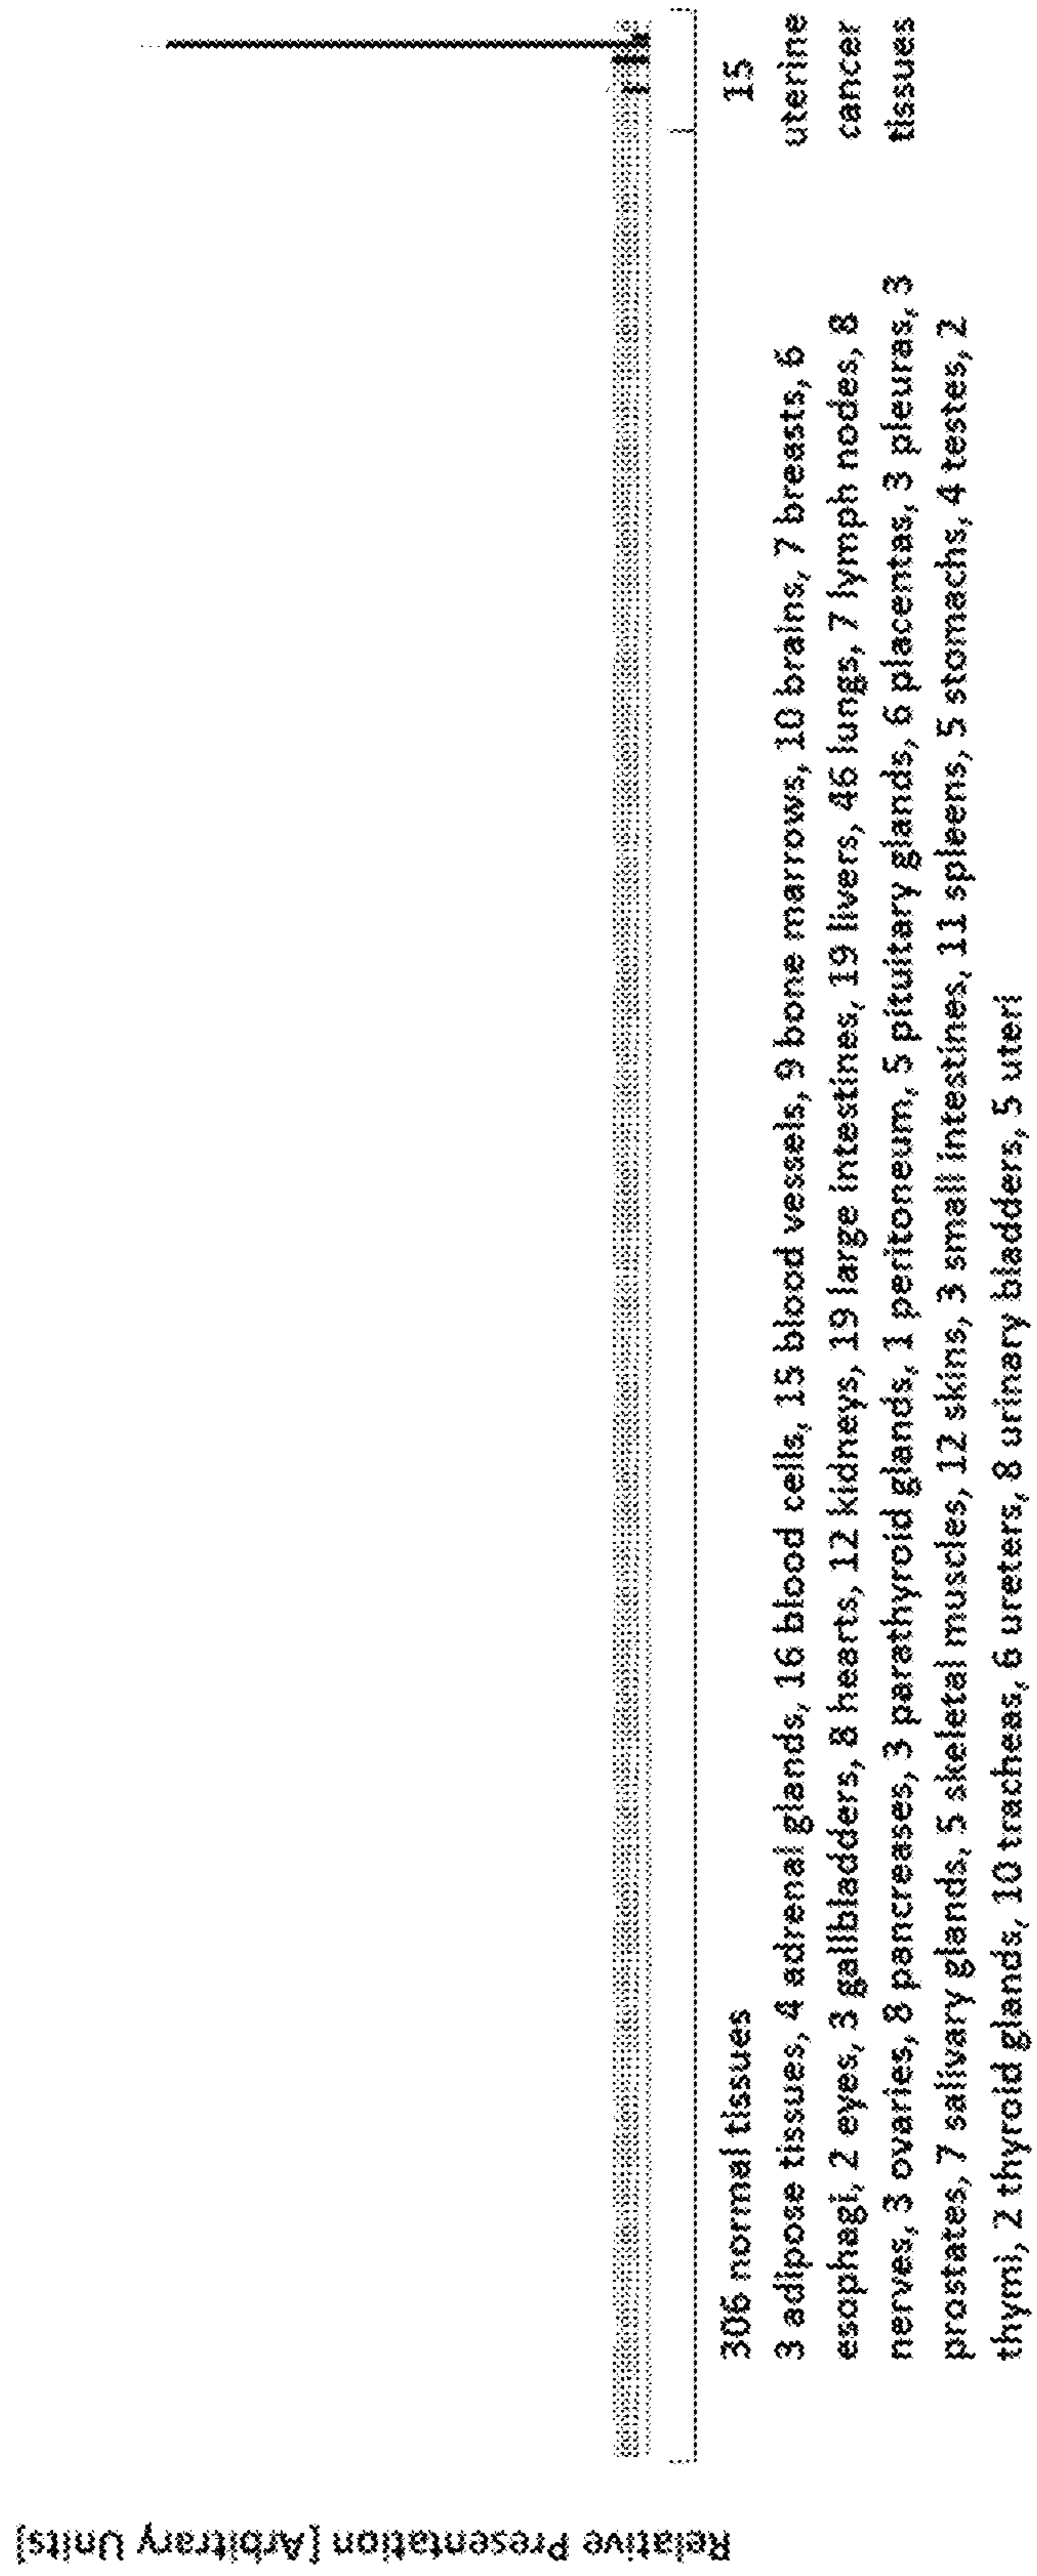 Relative Presentation [Arbitrary Units]
306 normal tissues
3 adipose tissues, 4 adrenal glands, 16 blood cells, 15 blood vessels, 9 bone marrows, 10 brains, 7 breasts, 6
esophagi, 2 eyes, 3 gallbladders, 8 hearts, 12 kidneys, 19 large intestines, 19 livers, 46 lungs, 7 lymph nodes, 8
nerves, 3 ovaries, 8 pancreases, 3 parathyroid glands, 1 peritoneum, 5 pituitary glands, 6 placentas, 3 pleuras, 3
prostates, 7 salivary glands, 5 skeletal muscles, 12 skins, 3 small intestines, 11 spleens, 5 stomachs, 4 testes, 2
thymi, 2 thyroid glands, 10 tracheas, 6 ureters, 8 urinary bladders, 5 uteri
15
uterine
cancer
tissues